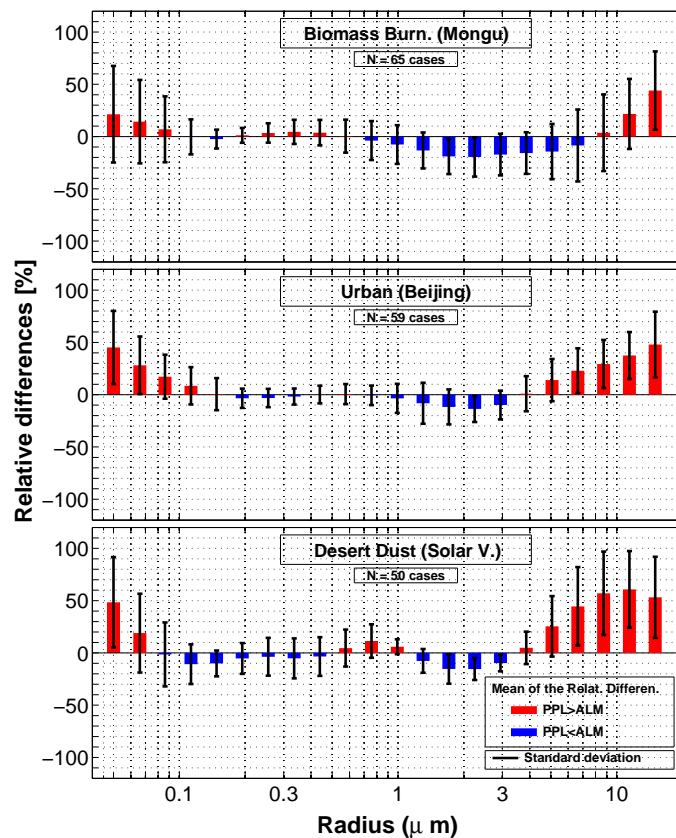 Biomass Burn. (Mongu)
N = 65 cases
100
50
0
−50
−100
Urban (Beijing)
N = 59 cases
100
50
0
−50
−100
Relative differences [%]
Desert Dust (Solar V.)
N = 50 cases
100
50
0
−50
−100
Mean of the Relat. Differen.
PPL>ALM
PPL<ALM
Standard deviation
0.1 0.3 1 3 10
Radius (μ m)